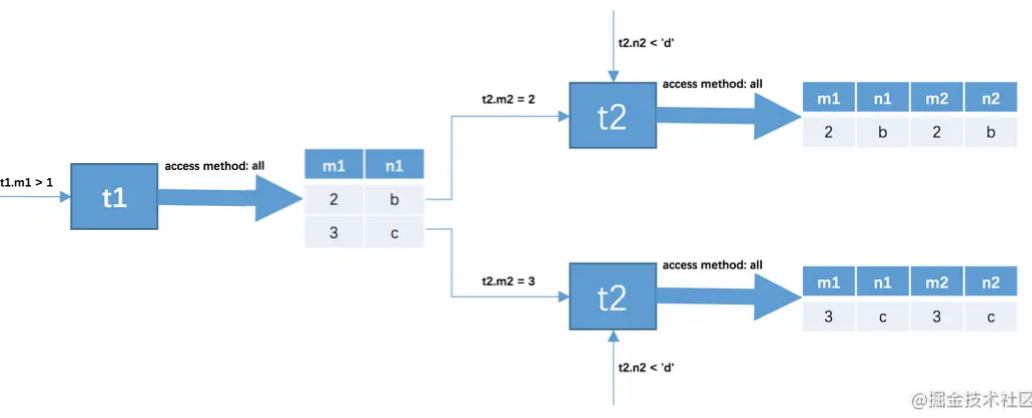 t1.m1 > 1
t1
access method: all
m1 n1
2 b
3 c
t2.m2 = 2
t2.n2 < 'd'
t2
access method: all
m1 n1 m2 n2
2 b 2 b
t2.m2 = 3
t2
access method: all
m1 n1 m2 n2
3 c 3 c
t2.n2 < 'd'
@掘金技术社区